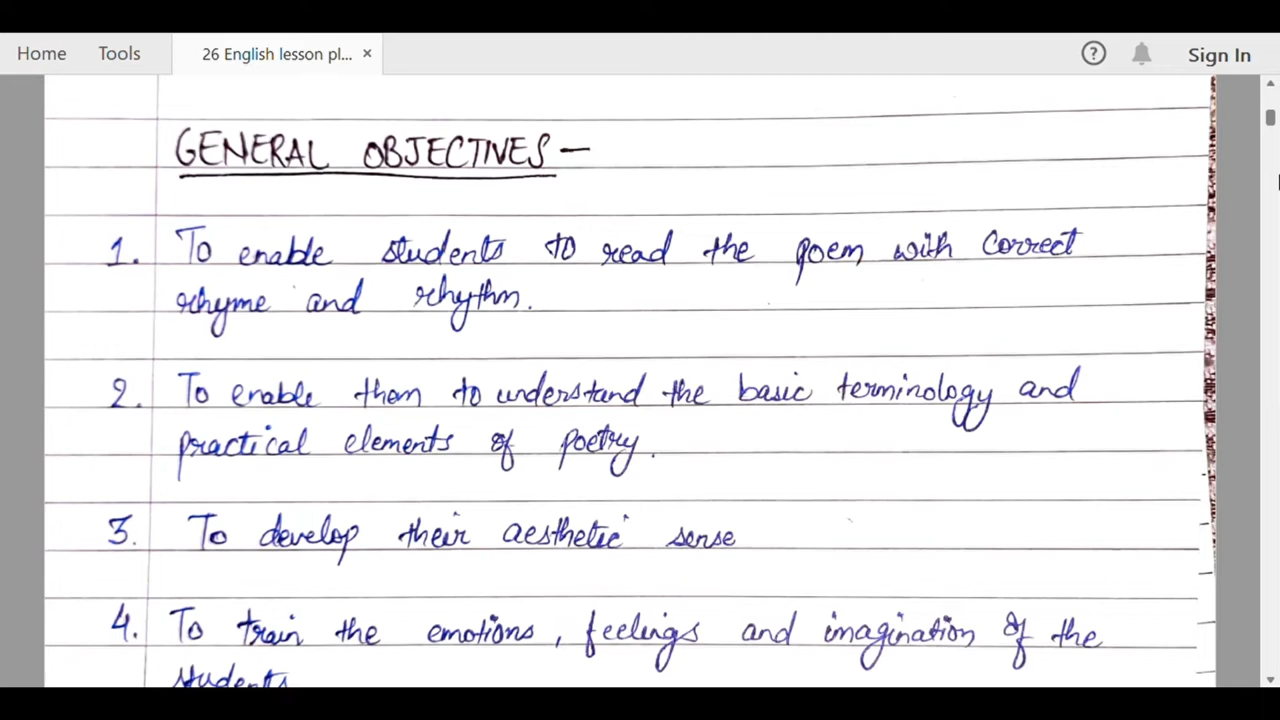 Home Tools 26 English lesson pl... × ? Sign In
GENERAL OBJECTIVES —
1. To enable students to read the poem with correct
rhyme and rhythm.
2. To enable them to understand the basic terminology and
practical elements of poetry.
3. To develop their aesthetic sense
4. To train the emotions, feelings and imagination of the
students